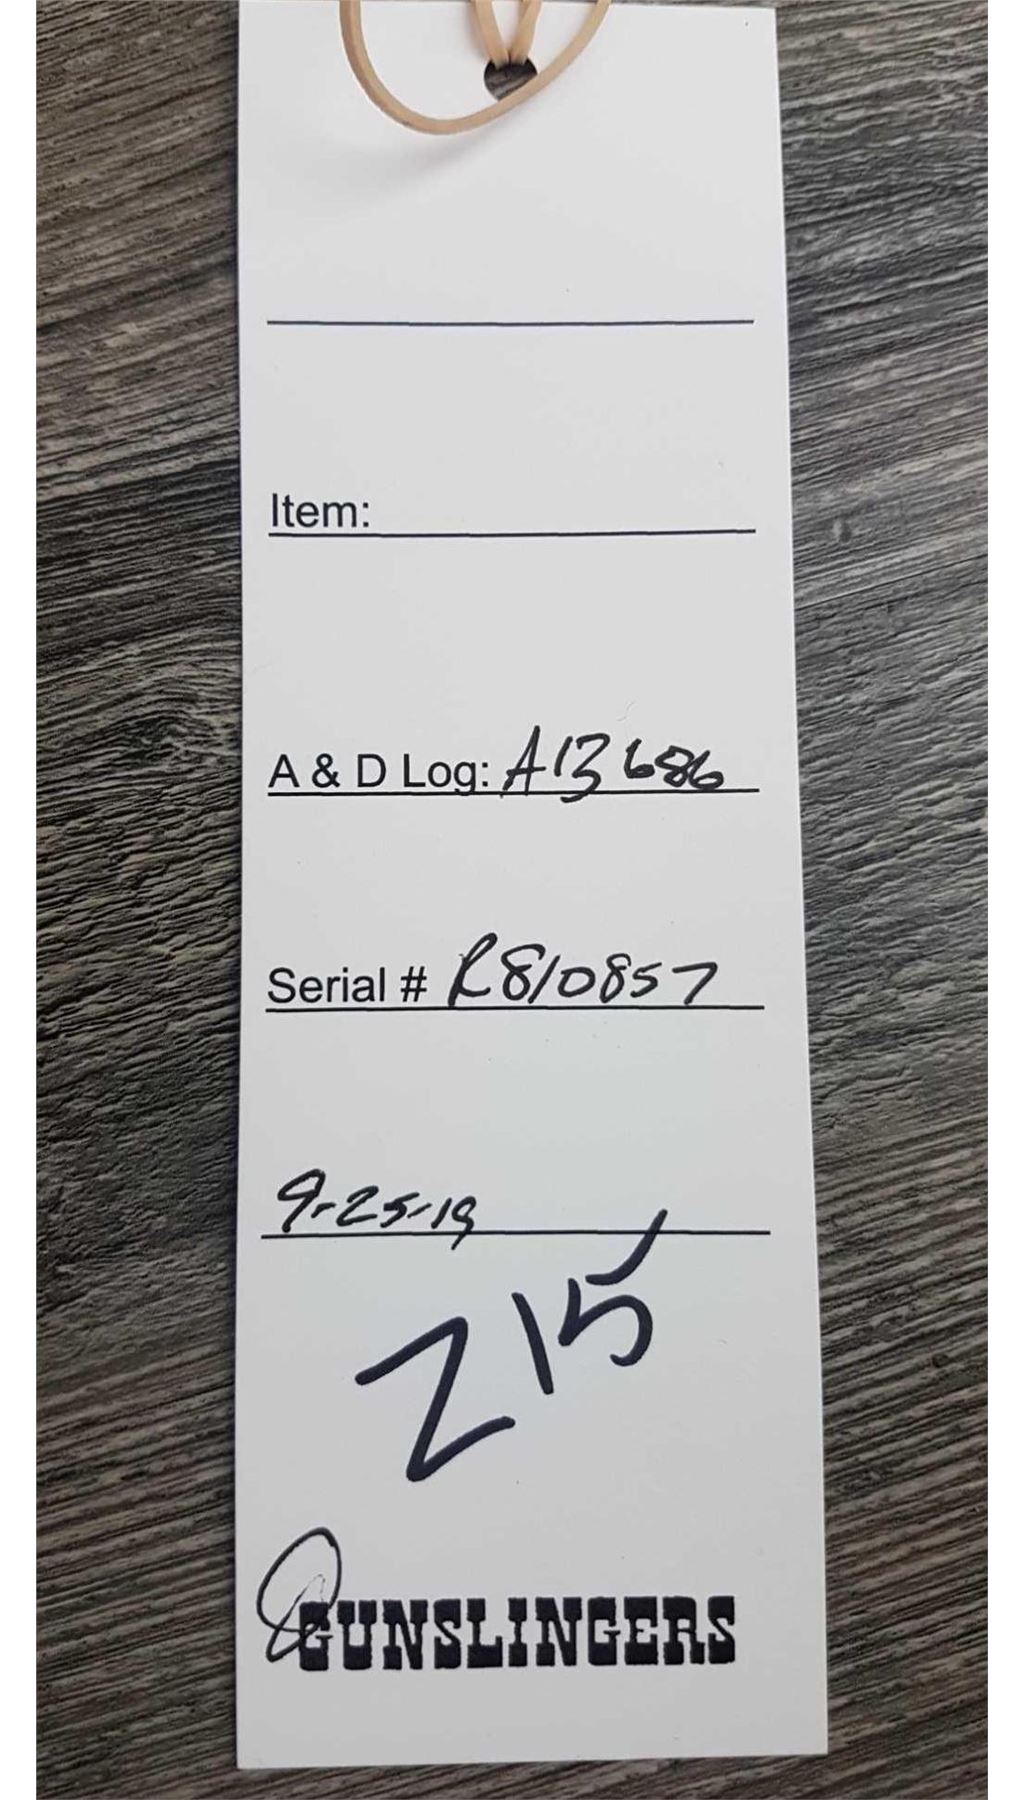 Item:
A & D Log: A13686
Serial # R810857
9-25-19
215
GUNSLINGERS